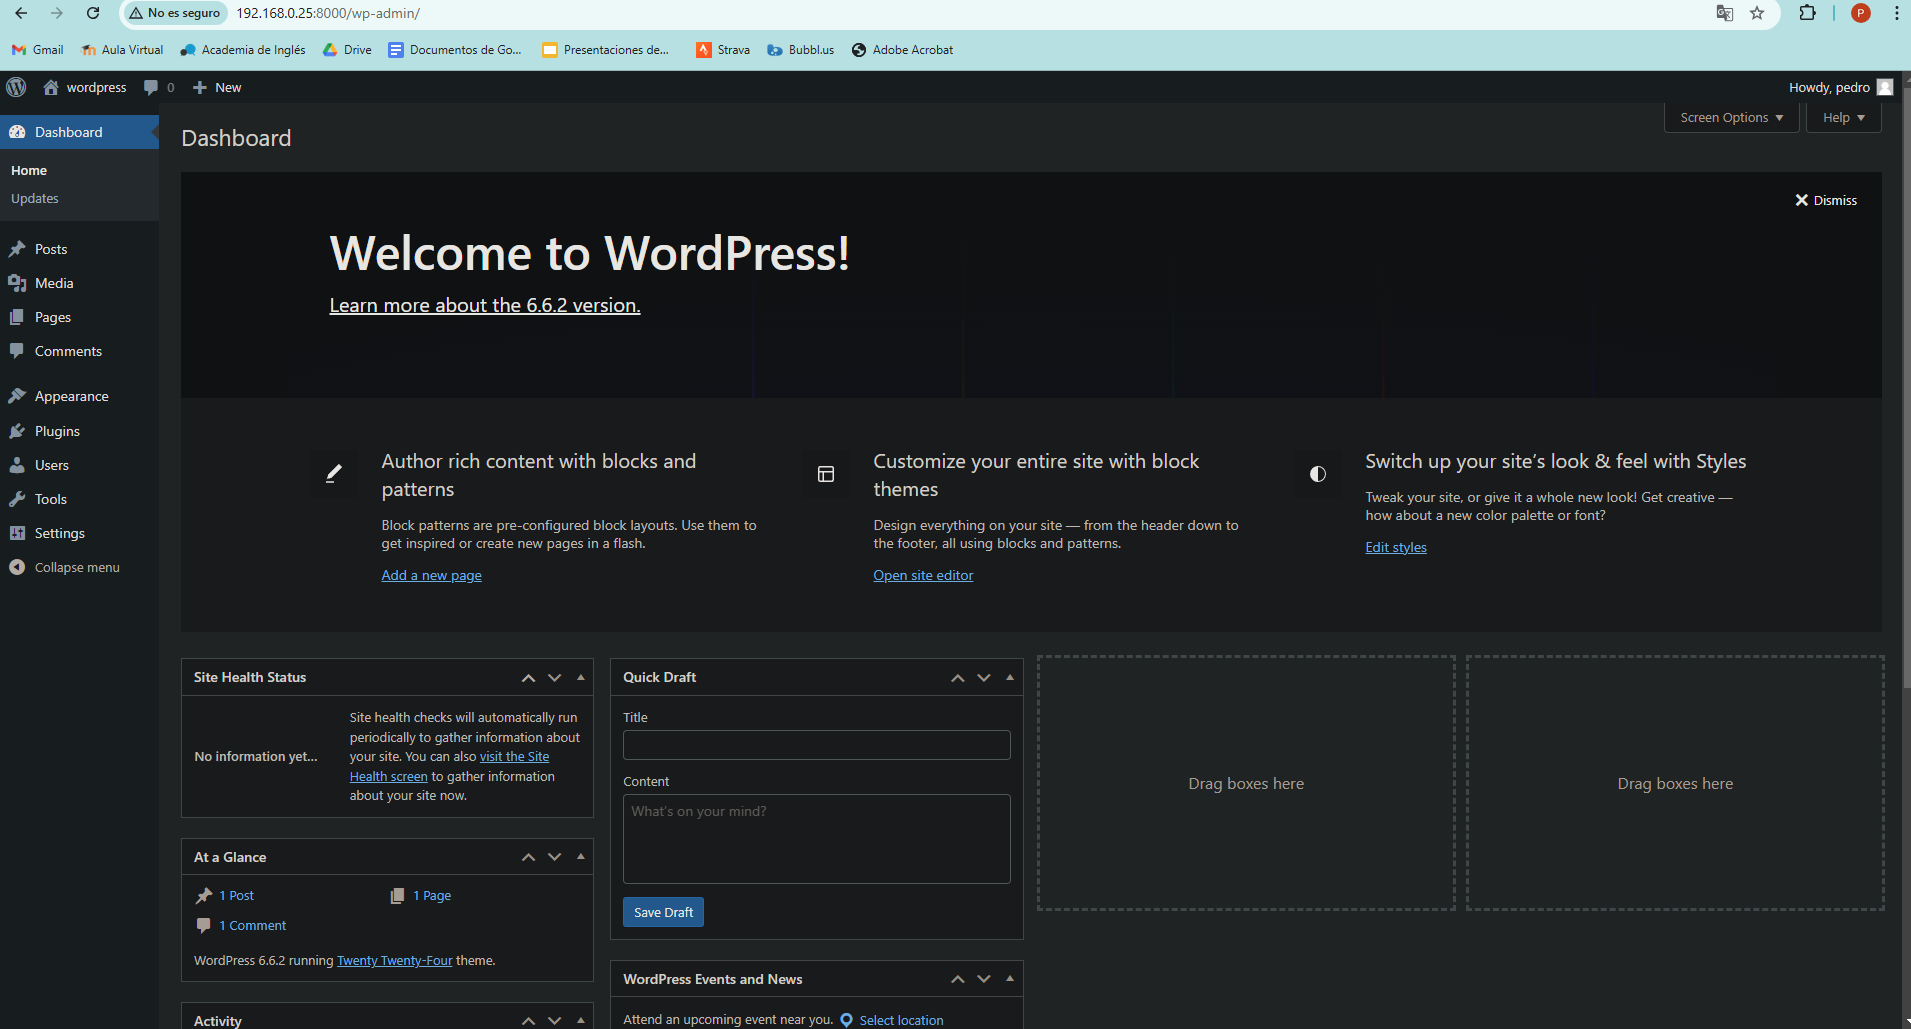 No es seguro 192.168.0.25:8000/wp-admin/ P
Gmail Aula Virtual Academia de Inglés Drive Documentos de Go... Presentaciones de... Strava Bubbl.us Adobe Acrobat
wordpress 0 New Howdy, pedro
Screen Options Help
Dashboard
Home
Updates
Posts
Media
Pages
Comments
Appearance
Plugins
Users
Tools
Settings
Collapse menu
Dashboard
Dismiss
Welcome to WordPress!
Learn more about the 6.6.2 version.
Author rich content with blocks and
patterns
Block patterns are pre-configured block layouts. Use them to
get inspired or create new pages in a flash.
Add a new page
Customize your entire site with block
themes
Design everything on your site — from the header down to
the footer, all using blocks and patterns.
Open site editor
Switch up your site’s look & feel with Styles
Tweak your site, or give it a whole new look! Get creative —
how about a new color palette or font?
Edit styles
Site Health Status
No information yet...
Site health checks will automatically run
periodically to gather information about
your site. You can also visit the Site
Health screen to gather information
about your site now.
At a Glance
1 Post 1 Page
1 Comment
WordPress 6.6.2 running Twenty Twenty-Four theme.
Activity
Quick Draft
Title
Content
What’s on your mind?
Save Draft
WordPress Events and News
Attend an upcoming event near you. Select location
Drag boxes here
Drag boxes here